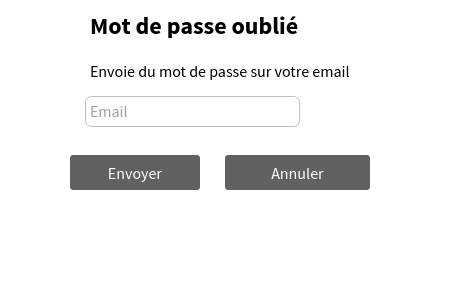 Mot de passe oublié
Envoie du mot de passe sur votre email
Email
Envoyer
Annuler